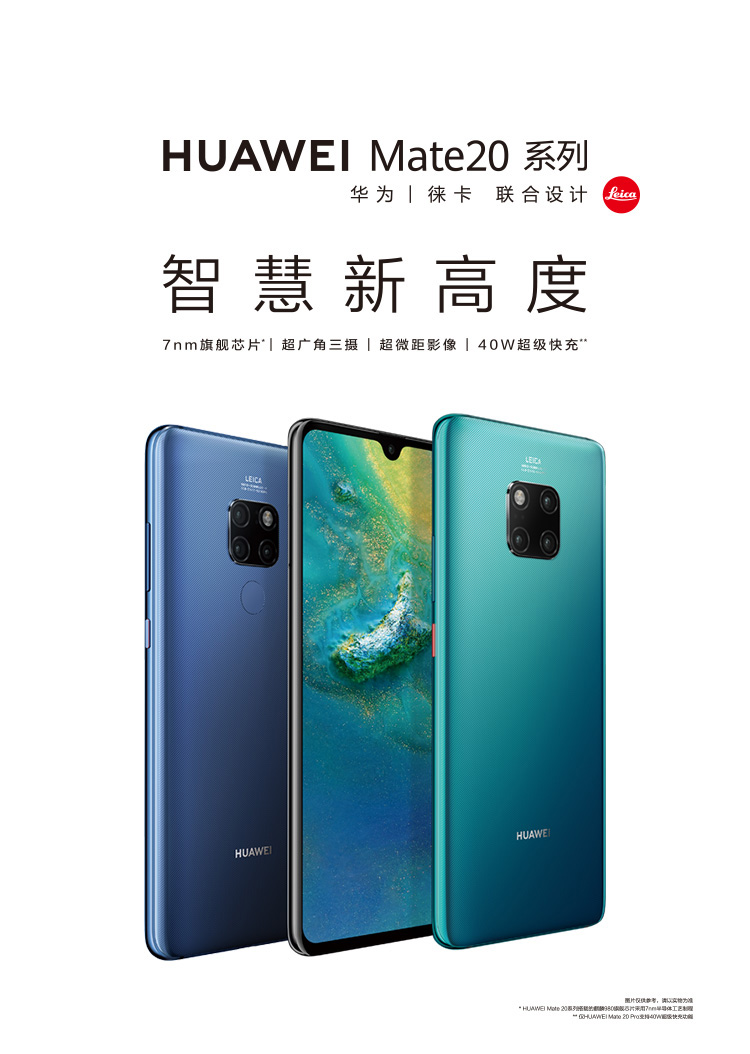 HUAWEI Mate20 系列
华为 | 徕卡 联合设计
Leica
智慧新高度
7nm旗舰芯片* | 超广角三摄 | 超微距影像 | 40W超级快充**
LEICA
LEICA
HUAWEI
HUAWEI
图片仅供参考，请以实物为准
* HUAWEI Mate 20系列搭载的麒麟980旗舰芯片采用7nm半导体工艺制程
** 仅HUAWEI Mate 20 Pro支持40W超级快充功能